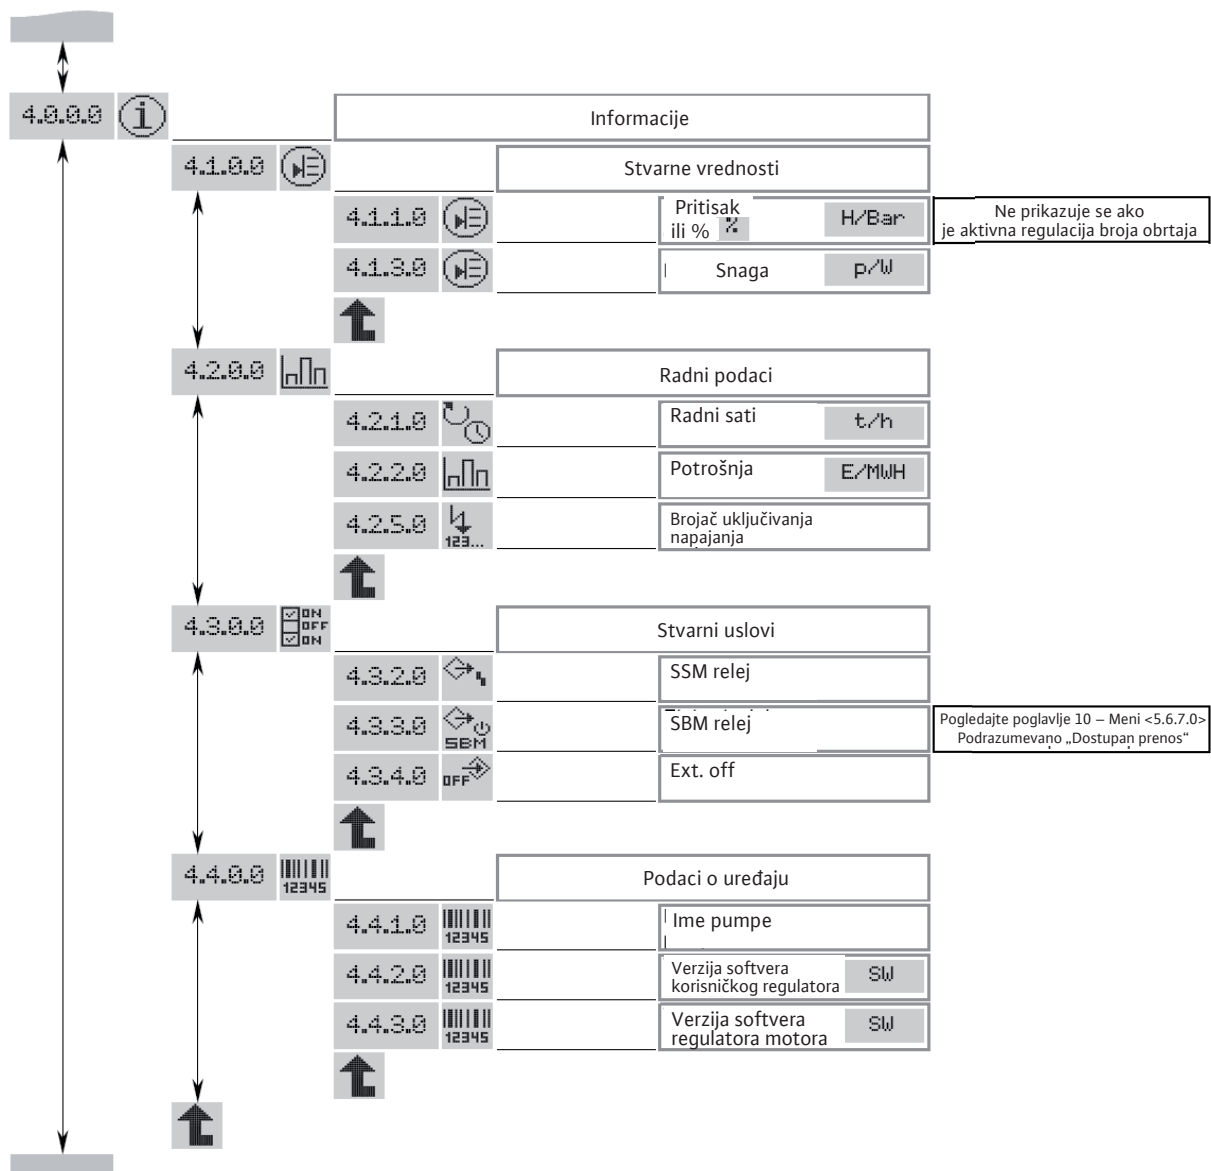 4.0.0.0 i Informacije
4.1.0.0 Stvarne vrednosti
4.1.1.0 Pritisak
ili % % H/Bar
Ne prikazuje se ako
je aktivna regulacija broja obrtaja
4.1.3.0 Snaga p/W
4.2.0.0 Radni podaci
4.2.1.0 Radni sati t/h
4.2.2.0 Potrošnja E/MWH
4.2.5.0 123... Brojač uključivanja
napajanja
4.3.0.0 ON
OFF
ON
Stvarni uslovi
4.3.2.0 SSM relej
4.3.3.0 SBM SBM relej
Pogledajte poglavlje 10 – Meni <5.6.7.0>
Podrazumevano „Dostupan prenos“
4.3.4.0 OFF Ext. off
4.4.0.0 12345 Podaci o uređaju
4.4.1.0 12345 Ime pumpe
4.4.2.0 12345 Verzija softvera
korisničkog regulatora SW
4.4.3.0 12345 Verzija softvera
regulatora motora SW